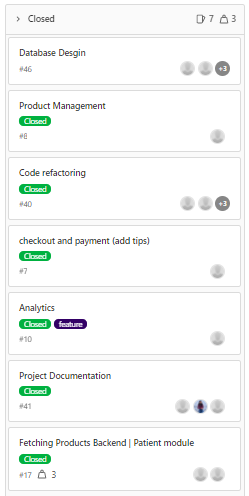 Closed 7 3
Database Desgin
#46 +3
Product Management
Closed
#6
Code refactoring
Closed
#40 +3
checkout and payment (add tips)
Closed
#7
Analytics
Closed feature
#10
Project Documentation
Closed
#41
Fetching Products Backend | Patient module
Closed
#17 3